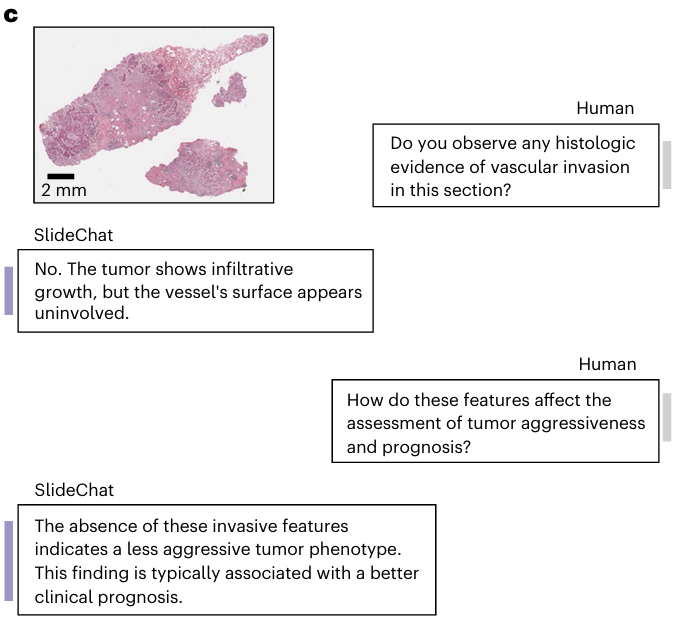 c
2 mm
Human
Do you observe any histologic
evidence of vascular invasion
in this section?
SlideChat
No. The tumor shows infiltrative
growth, but the vessel's surface appears
uninvolved.
Human
How do these features affect the
assessment of tumor aggressiveness
and prognosis?
SlideChat
The absence of these invasive features
indicates a less aggressive tumor phenotype.
This finding is typically associated with a better
clinical prognosis.